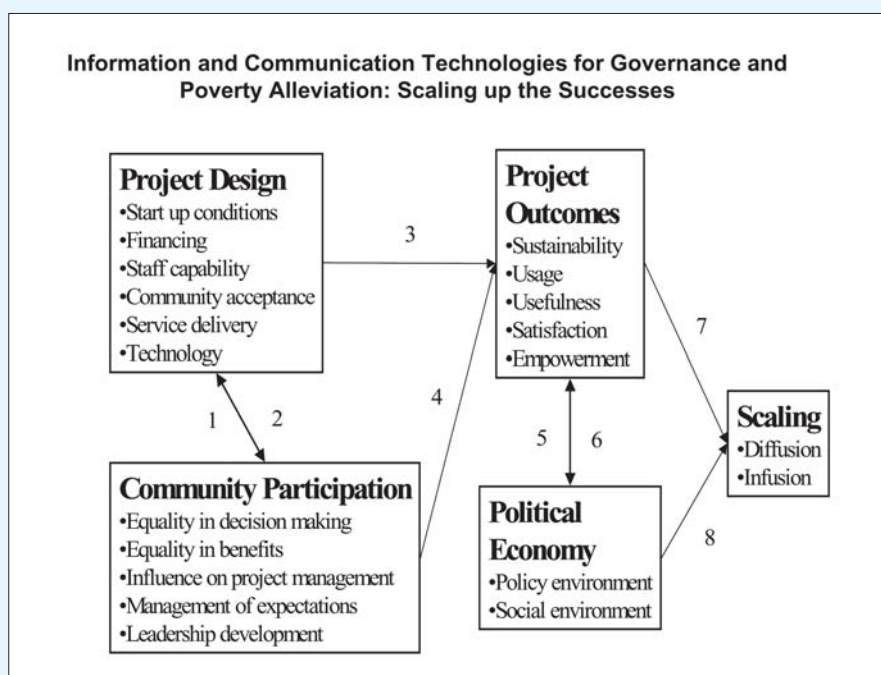 Information and Communication Technologies for Governance and
Poverty Alleviation: Scaling up the Successes
Project Design
•Start up conditions
•Financing
•Staff capability
•Community acceptance
•Service delivery
•Technology
3
Project
Outcomes
•Sustainability
•Usage
•Usefulness
•Satisfaction
•Empowerment
1
2
4
7
Community Participation
•Equality in decision making
•Equality in benefits
•Influence on project management
•Management of expectations
•Leadership development
5
6
Political
Economy
•Policy environment
•Social environment
8
Scaling
•Diffusion
•Infusion